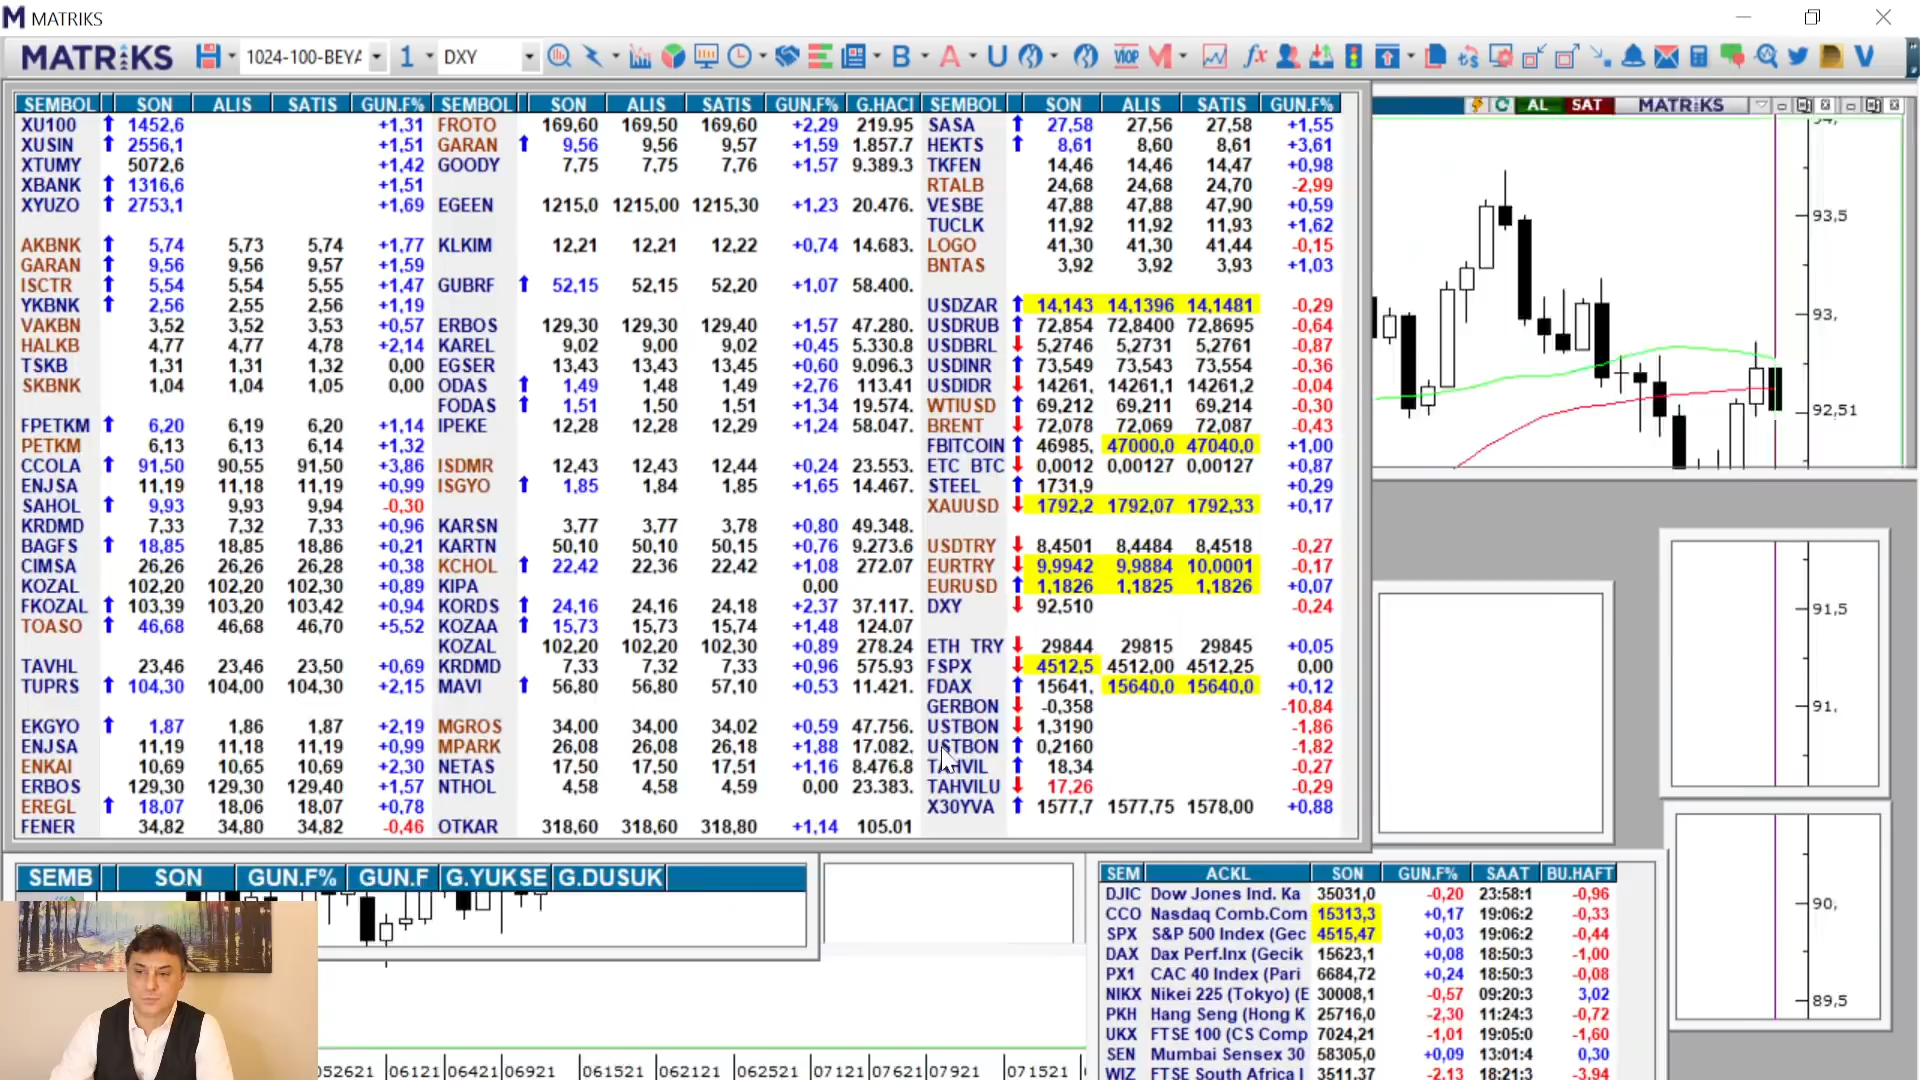 MATRIKS
MATRIKS 1024-100-BEYA 1 DXY B A U VIOP M fx V
SEMBOL SON ALIS SATIS GUN.F% SEMBOL SON ALIS SATIS GUN.F% G.HACI SEMBOL SON ALIS SATIS GUN.F% AL SAT MATRIKS
XU100 1452,6 +1,31 FROTO 169,60 169,50 169,60 +2,29 219.95 SASA 27,58 27,56 27,58 +1,55
XUSIN 2556,1 +1,51 GARAN 9,56 9,56 9,57 +1,59 1.857.7 HEKTS 8,61 8,60 8,61 +3,61
XTUMY 5072,6 +1,42 GOODY 7,75 7,75 7,76 +1,57 9.389.3 TKFEN 14,46 14,46 14,47 +0,98
XBANK 1316,6 +1,51 RTALB 24,68 24,68 24,70 -2,99
XYUZO 2753,1 +1,69 EGEEN 1215,0 1215,00 1215,30 +1,23 20.476. VESBE 47,88 47,88 47,90 +0,59
TUCLK 11,92 11,92 11,93 +1,62
AKBNK 5,74 5,73 5,74 +1,77 KLKIM 12,21 12,21 12,22 +0,74 14.683. LOGO 41,30 41,30 41,44 -0,15
GARAN 9,56 9,56 9,57 +1,59 BNTAS 3,92 3,92 3,93 +1,03
ISCTR 5,54 5,54 5,55 +1,47 GUBRF 52,15 52,15 52,20 +1,07 58.400.
YKBNK 2,56 2,55 2,56 +1,19 USDZAR 14,143 14,1396 14,1481 -0,29
VAKBN 3,52 3,52 3,53 +0,57 ERBOS 129,30 129,30 129,40 +1,57 47.280. USDRUB 72,854 72,8400 72,8695 -0,64
HALKB 4,77 4,77 4,78 +2,14 KAREL 9,02 9,00 9,02 +0,45 5.330.8 USDBRL 5,2746 5,2731 5,2761 -0,87
TSKB 1,31 1,31 1,32 0,00 EGSER 13,43 13,43 13,45 +0,60 9.096.3 USDINR 73,549 73,543 73,554 -0,36
SKBNK 1,04 1,04 1,05 0,00 ODAS 1,49 1,48 1,49 +2,76 113.41 USDIDR 14261, 14261,1 14261,2 -0,04
FODAS 1,51 1,50 1,51 +1,34 19.574. WTIUSD 69,212 69,211 69,214 -0,30
FPETKM 6,20 6,19 6,20 +1,14 IPEKE 12,28 12,28 12,29 +1,24 58.047. BRENT 72,078 72,069 72,087 -0,43
PETKM 6,13 6,13 6,14 +1,32 FBITCOIN 46985, 47000,0 47040,0 +1,00
CCOLA 91,50 90,55 91,50 +3,86 ISDMR 12,43 12,43 12,44 +0,24 23.553. ETC BTC 0,0012 0,00127 0,00127 +0,87
ENJSA 11,19 11,18 11,19 +0,99 ISGYO 1,85 1,84 1,85 +1,65 14.467. STEEL 1731,9 +0,29
SAHOL 9,93 9,93 9,94 -0,30 XAUUSD 1792,2 1792,07 1792,33 +0,17
KRDMD 7,33 7,32 7,33 +0,96 KARSN 3,77 3,77 3,78 +0,80 49.348.
BAGFS 18,85 18,85 18,86 +0,21 KARTN 50,10 50,10 50,15 +0,76 9.273.6 USDTRY 8,4501 8,4484 8,4518 -0,27
CIMSA 26,26 26,26 26,28 +0,38 KCHOL 22,42 22,36 22,42 +1,08 272.07 EURTRY 9,9942 9,9884 10,0001 -0,17
KOZAL 102,20 102,20 102,30 +0,89 KIPA 0,00 EURUSD 1,1826 1,1825 1,1826 +0,07
FKOZAL 103,39 103,20 103,42 +0,94 KORDS 24,16 24,16 24,18 +2,37 37.117. DXY 92,510 -0,24
TOASO 46,68 46,68 46,70 +5,52 KOZAA 15,73 15,73 15,74 +1,48 124.07
KOZAL 102,20 102,20 102,30 +0,89 278.24 ETH TRY 29844 29815 29845 +0,05
TAVHL 23,46 23,46 23,50 +0,69 KRDMD 7,33 7,32 7,33 +0,96 575.93 FSPX 4512,5 4512,00 4512,25 0,00
TUPRS 104,30 104,00 104,30 +2,15 MAVI 56,80 56,80 57,10 +0,53 11.421. FDAX 15641, 15640,0 15640,0 +0,12
GERBON -0,358 -10,84
EKGYO 1,87 1,86 1,87 +2,19 MGROS 34,00 34,00 34,02 +0,59 47.756. USTBON 1,3190 -1,86
ENJSA 11,19 11,18 11,19 +0,99 MPARK 26,08 26,08 26,18 +1,88 17.082. USTBON 0,2160 -1,82
ENKAI 10,69 10,65 10,69 +2,30 NETAS 17,50 17,50 17,51 +1,16 8.476.8 TAHVIL 18,34 -0,27
ERBOS 129,30 129,30 129,40 +1,57 NTHOL 4,58 4,58 4,59 0,00 23.383. TAHVILU 17,26 -0,29
EREGL 18,07 18,06 18,07 +0,78 X30YVA 1577,7 1577,75 1578,00 +0,88
FENER 34,82 34,80 34,82 -0,46 OTKAR 318,60 318,60 318,80 +1,14 105.01
93,5
93,
92,51
91,5
91,
90,
89,5
SEMB SON GUN.F% GUN.F G.YUKSE G.DUSUK
SEM ACKL SON GUN.F% SAAT BU.HAFT
DJIC Dow Jones Ind. Ka 35031,0 -0,20 23:58:1 -0,96
CCO Nasdaq Comb.Com 15313,3 +0,17 19:06:2 -0,33
SPX S&P 500 Index (Gec 4515,47 +0,03 19:06:2 -0,44
DAX Dax Perf.Inx (Gecik 15623,1 +0,08 18:50:3 -1,00
PX1 CAC 40 Index (Pari 6684,72 +0,24 18:50:3 -0,08
NIKX Nikei 225 (Tokyo) (E 30008,1 -0,57 09:20:3 3,02
PKH Hang Seng (Hong K 25716,0 -2,30 11:24:3 -0,72
UKX FTSE 100 (CS Comp 7024,21 -1,01 19:05:0 -1,60
SEN Mumbai Sensex 30 58305,0 +0,09 13:01:4 0,30
WIZ FTSE South Africa I 3511,37 -2,13 18:21:3 -3,94
052621 06121 06421 06921 061521 062121 062521 07121 07621 07921 071521